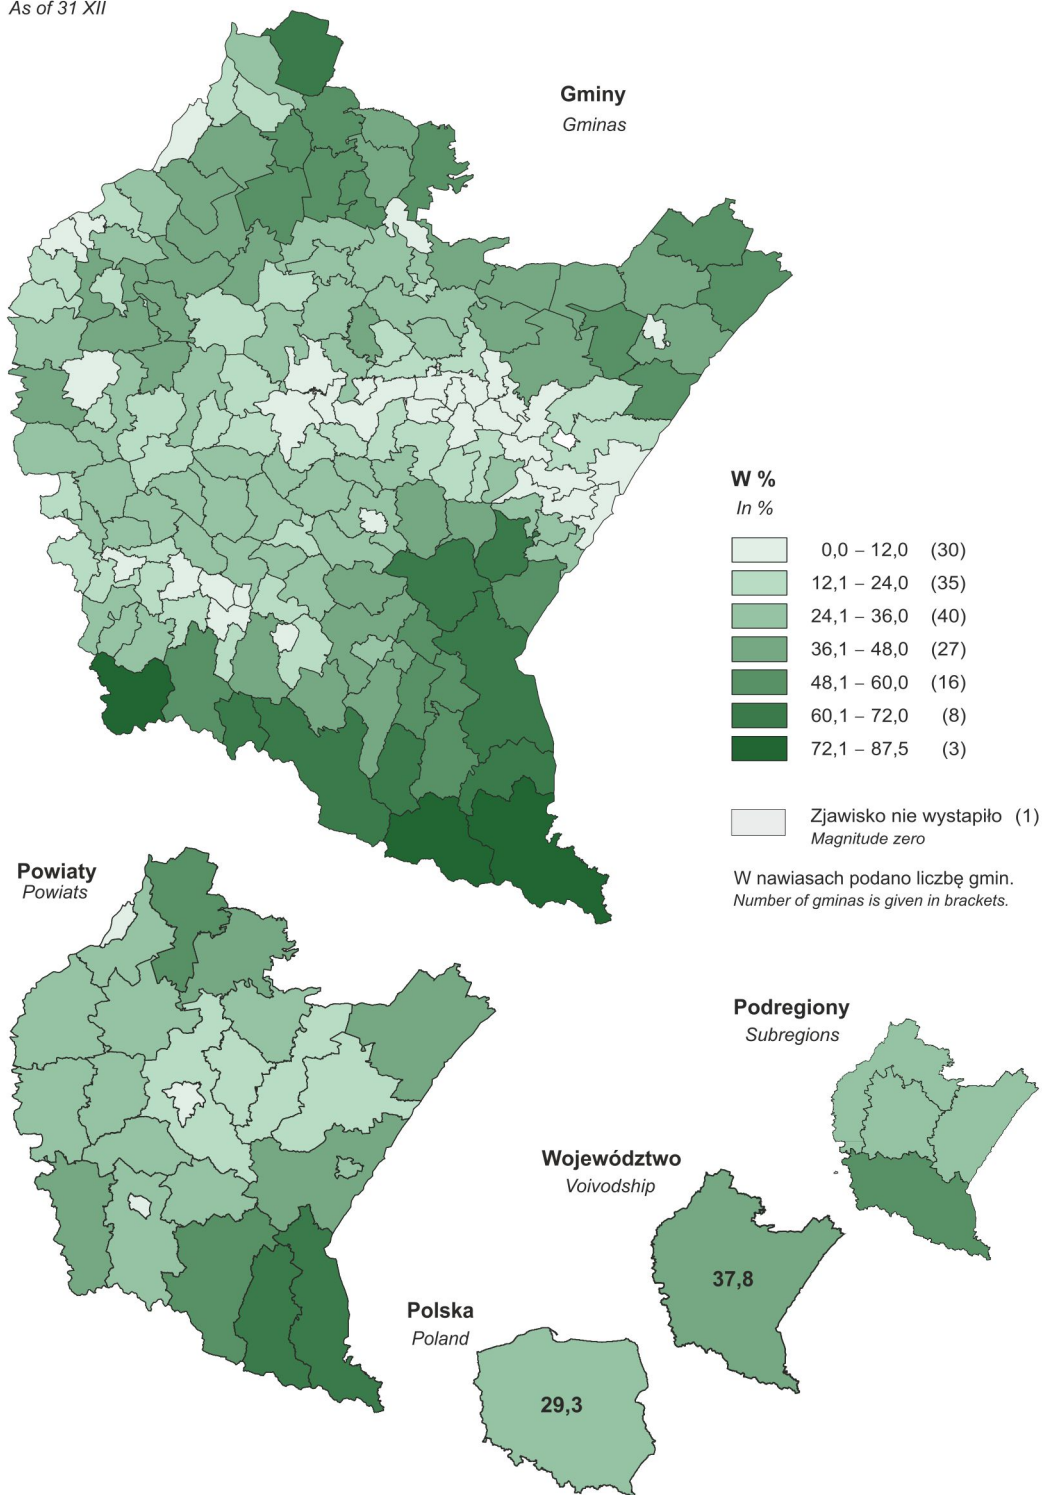 As of 31 XII
Gminy
Gminas
W %
In %
0,0 – 12,0 (30)
12,1 – 24,0 (35)
24,1 – 36,0 (40)
36,1 – 48,0 (27)
48,1 – 60,0 (16)
60,1 – 72,0 (8)
72,1 – 87,5 (3)
Zjawisko nie wystapiło (1)
Magnitude zero
W nawiasach podano liczbę gmin.
Number of gminas is given in brackets.
Powiaty
Powiats
Podregiony
Subregions
Województwo
Voivodship
37,8
Polska
Poland
29,3